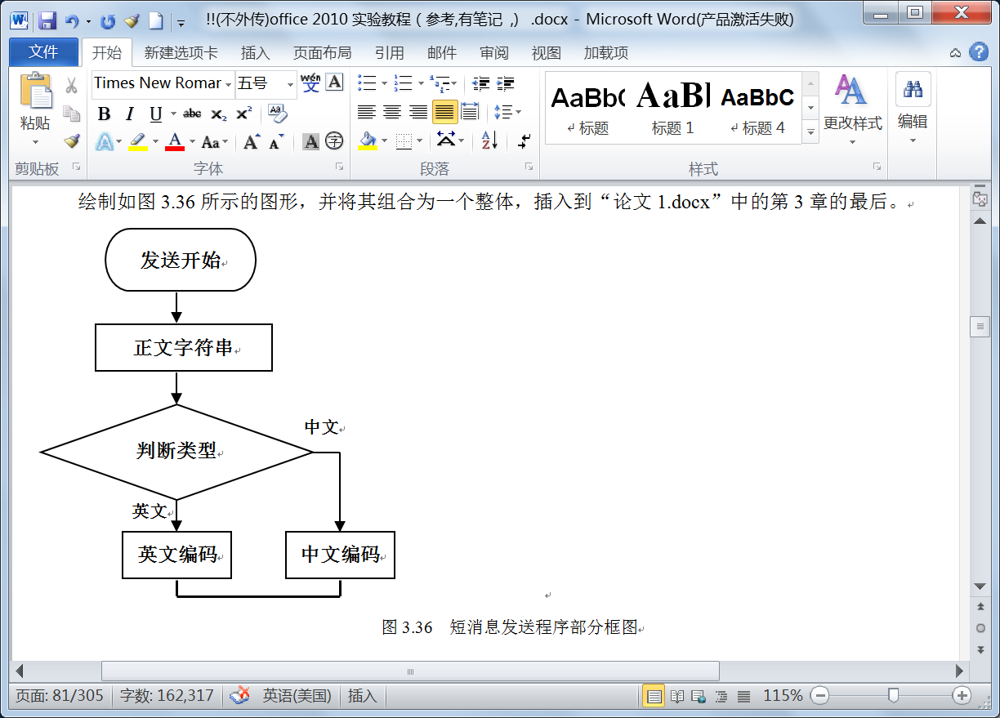 !!(不外传)office 2010 实验教程 ( 参考,有笔记 ,) .docx - Microsoft Word(产品激活失败)
文件 开始 新建选项卡 插入 页面布局 引用 邮件 审阅 视图 加载项
粘贴
剪贴板
Times New Romar 五号 wén 文 A
B I U abc x₂ x² Aa
A A Aa A A A 字
字体
A Z
段落
AaBb( AaBl AaBbC
标题 标题 1 标题 4
样式
更改样式
编辑
绘制如图 3.36 所示的图形，并将其组合为一个整体，插入到“论文 1.docx”中的第 3 章的最后。
发送开始
正文字符串
中文
判断类型
英文
英文编码 中文编码
图 3.36 短消息发送程序部分框图
页面: 81/305 字数: 162,317 英语(美国) 插入 115%